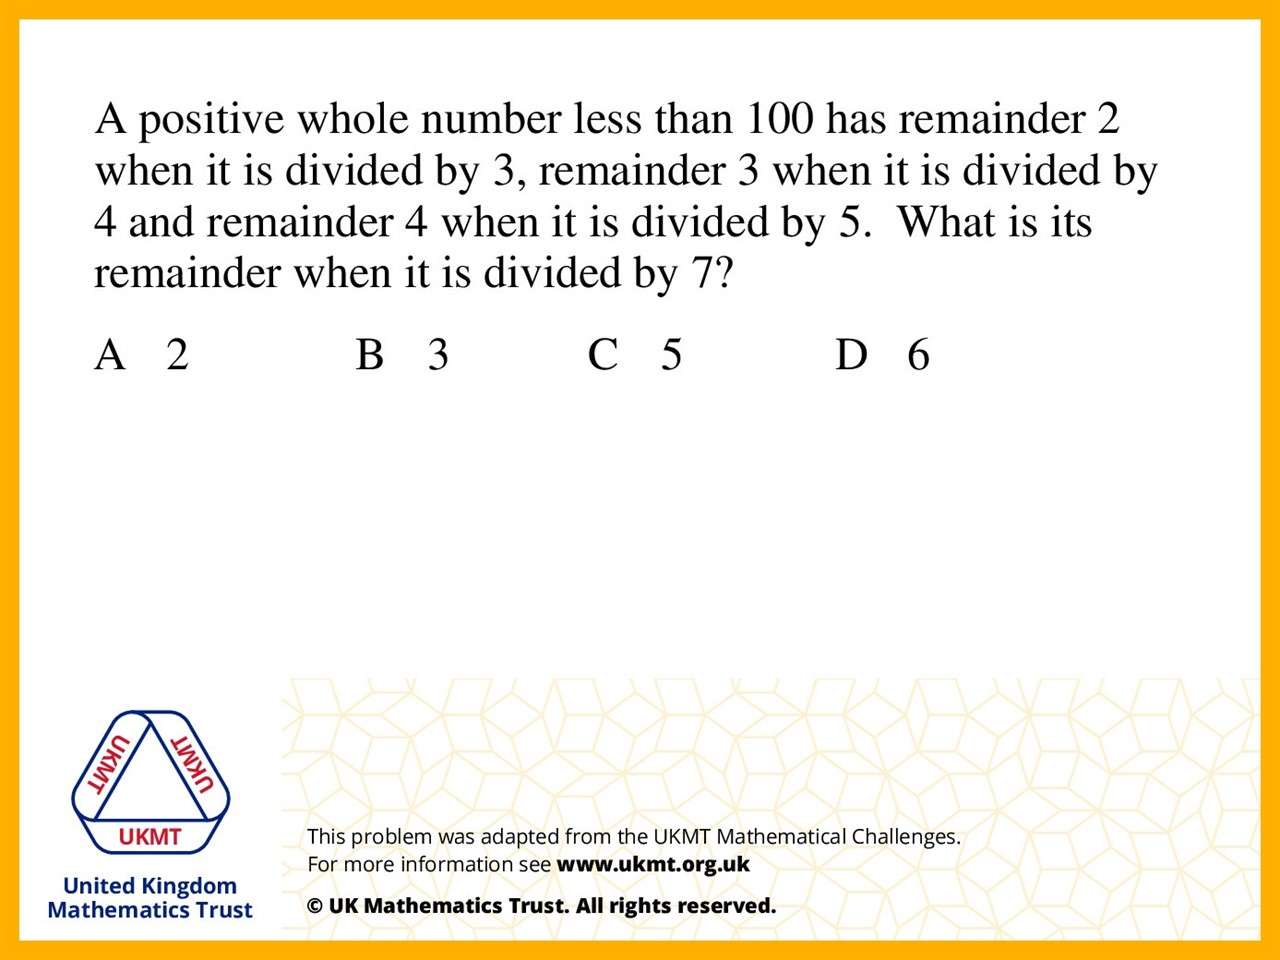 A positive whole number less than 100 has remainder 2
when it is divided by 3, remainder 3 when it is divided by
4 and remainder 4 when it is divided by 5.  What is its
remainder when it is divided by 7?
A 2 B 3 C 5 D 6
UKMT UKMT
UKMT
United Kingdom
Mathematics Trust
This problem was adapted from the UKMT Mathematical Challenges.
For more information see www.ukmt.org.uk
© UK Mathematics Trust. All rights reserved.